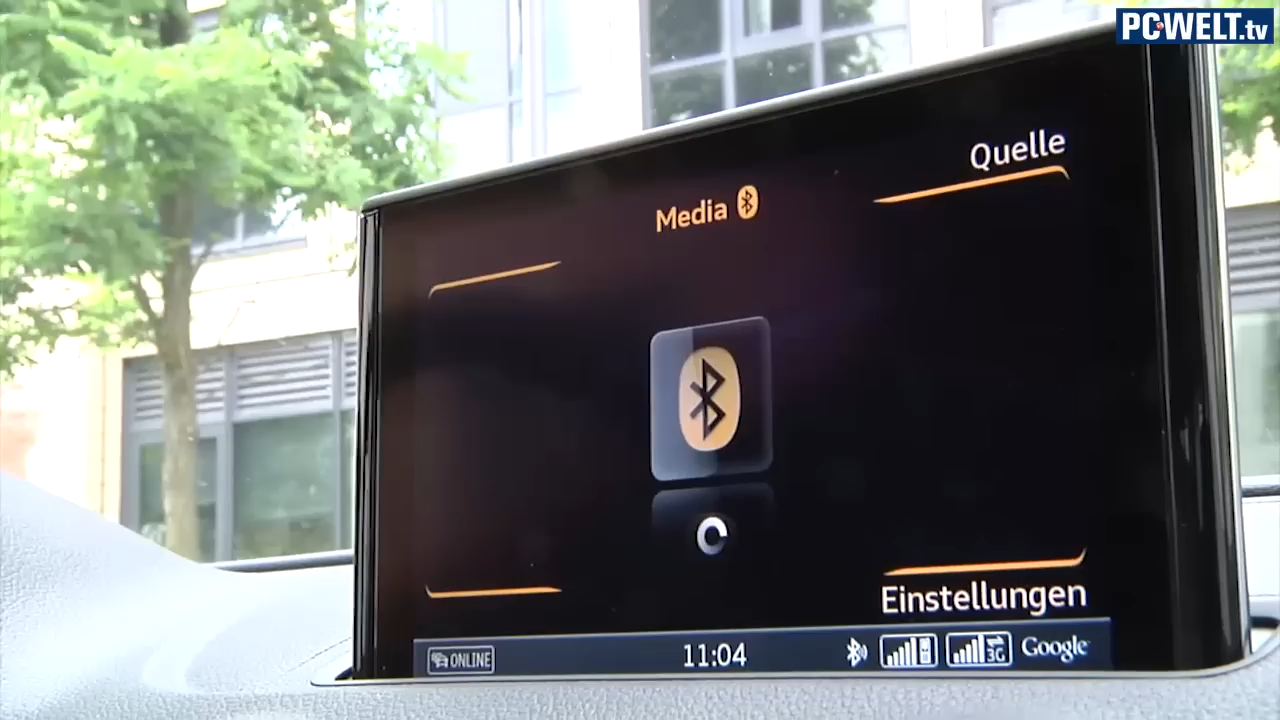 PCWELT.tv
Quelle
Media
Einstellungen
ONLINE 11:04 3G Google